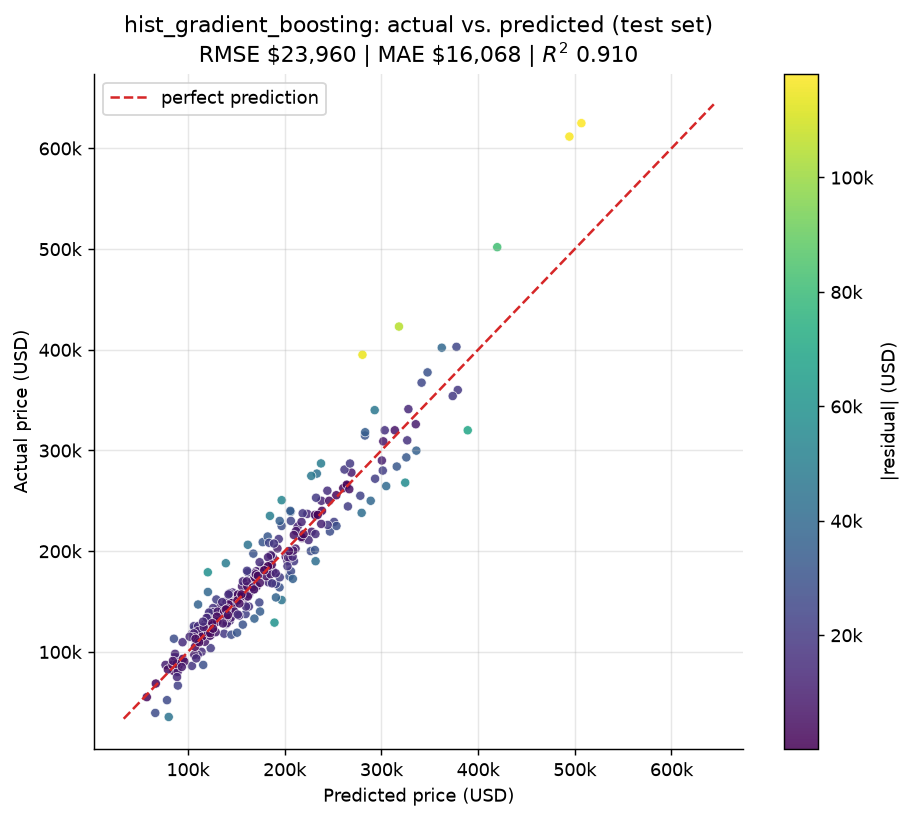 hist_gradient_boosting: actual vs. predicted (test set)
RMSE $23,960 | MAE $16,068 | R² 0.910
perfect prediction
600k
500k
400k
300k
200k
100k
Actual price (USD)
100k
200k
300k
400k
500k
600k
Predicted price (USD)
100k
80k
60k
40k
20k
|residual| (USD)